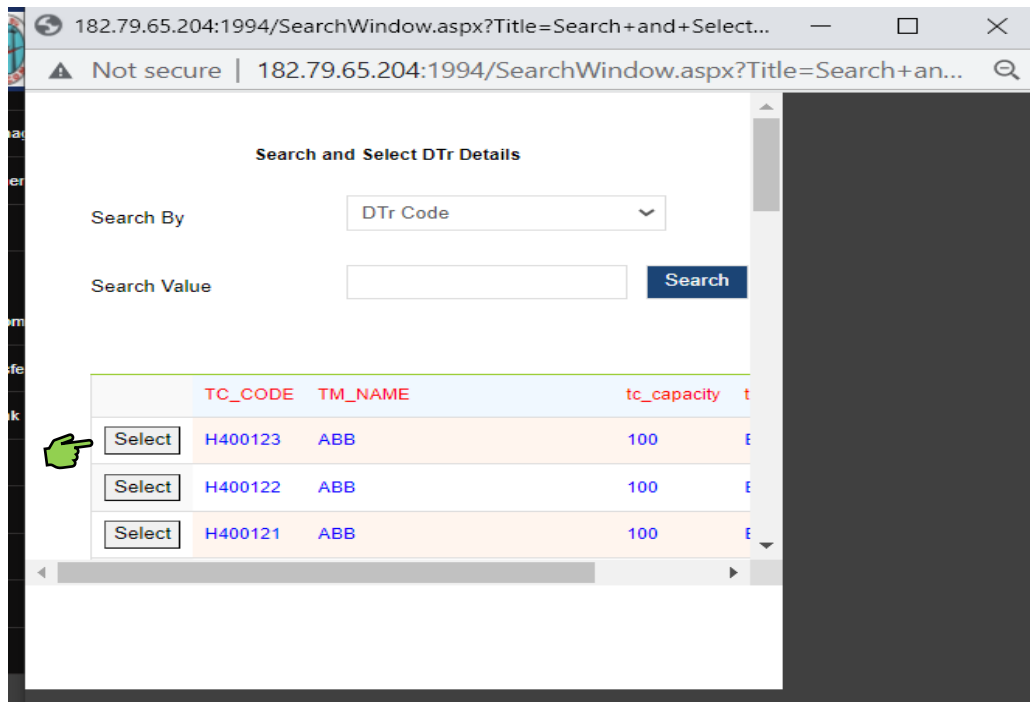 182.79.65.204:1994/SearchWindow.aspx?Title=Search+and+Select...
Not secure | 182.79.65.204:1994/SearchWindow.aspx?Title=Search+an...
Search and Select DTr Details
Search By
DTr Code
Search Value
Search
TC_CODE TM_NAME tc_capacity t
Select H400123 ABB 100
Select H400122 ABB 100
Select H400121 ABB 100